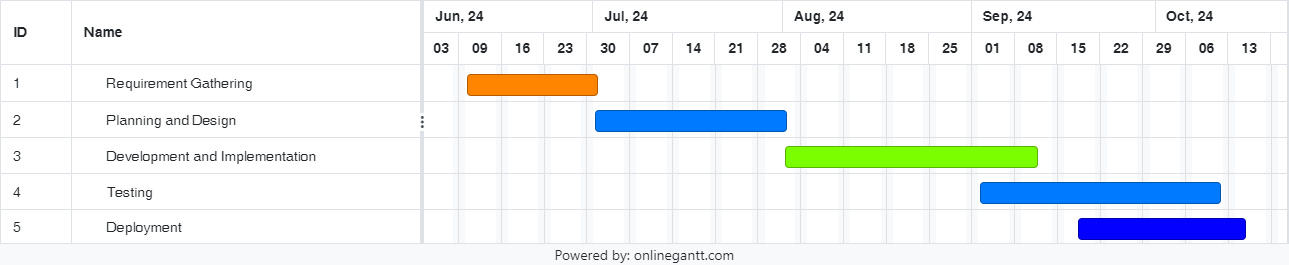 ID Name Jun, 24 Jul, 24 Aug, 24 Sep, 24 Oct, 24
03 09 16 23 30 07 14 21 28 04 11 18 25 01 08 15 22 29 06 13
1 Requirement Gathering
2 Planning and Design
3 Development and Implementation
4 Testing
5 Deployment
Powered by: onlinegantt.com